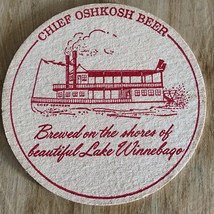 CHIEF OSHKOSH BEER
Brewed on the shores of
beautiful Lake Winnebago